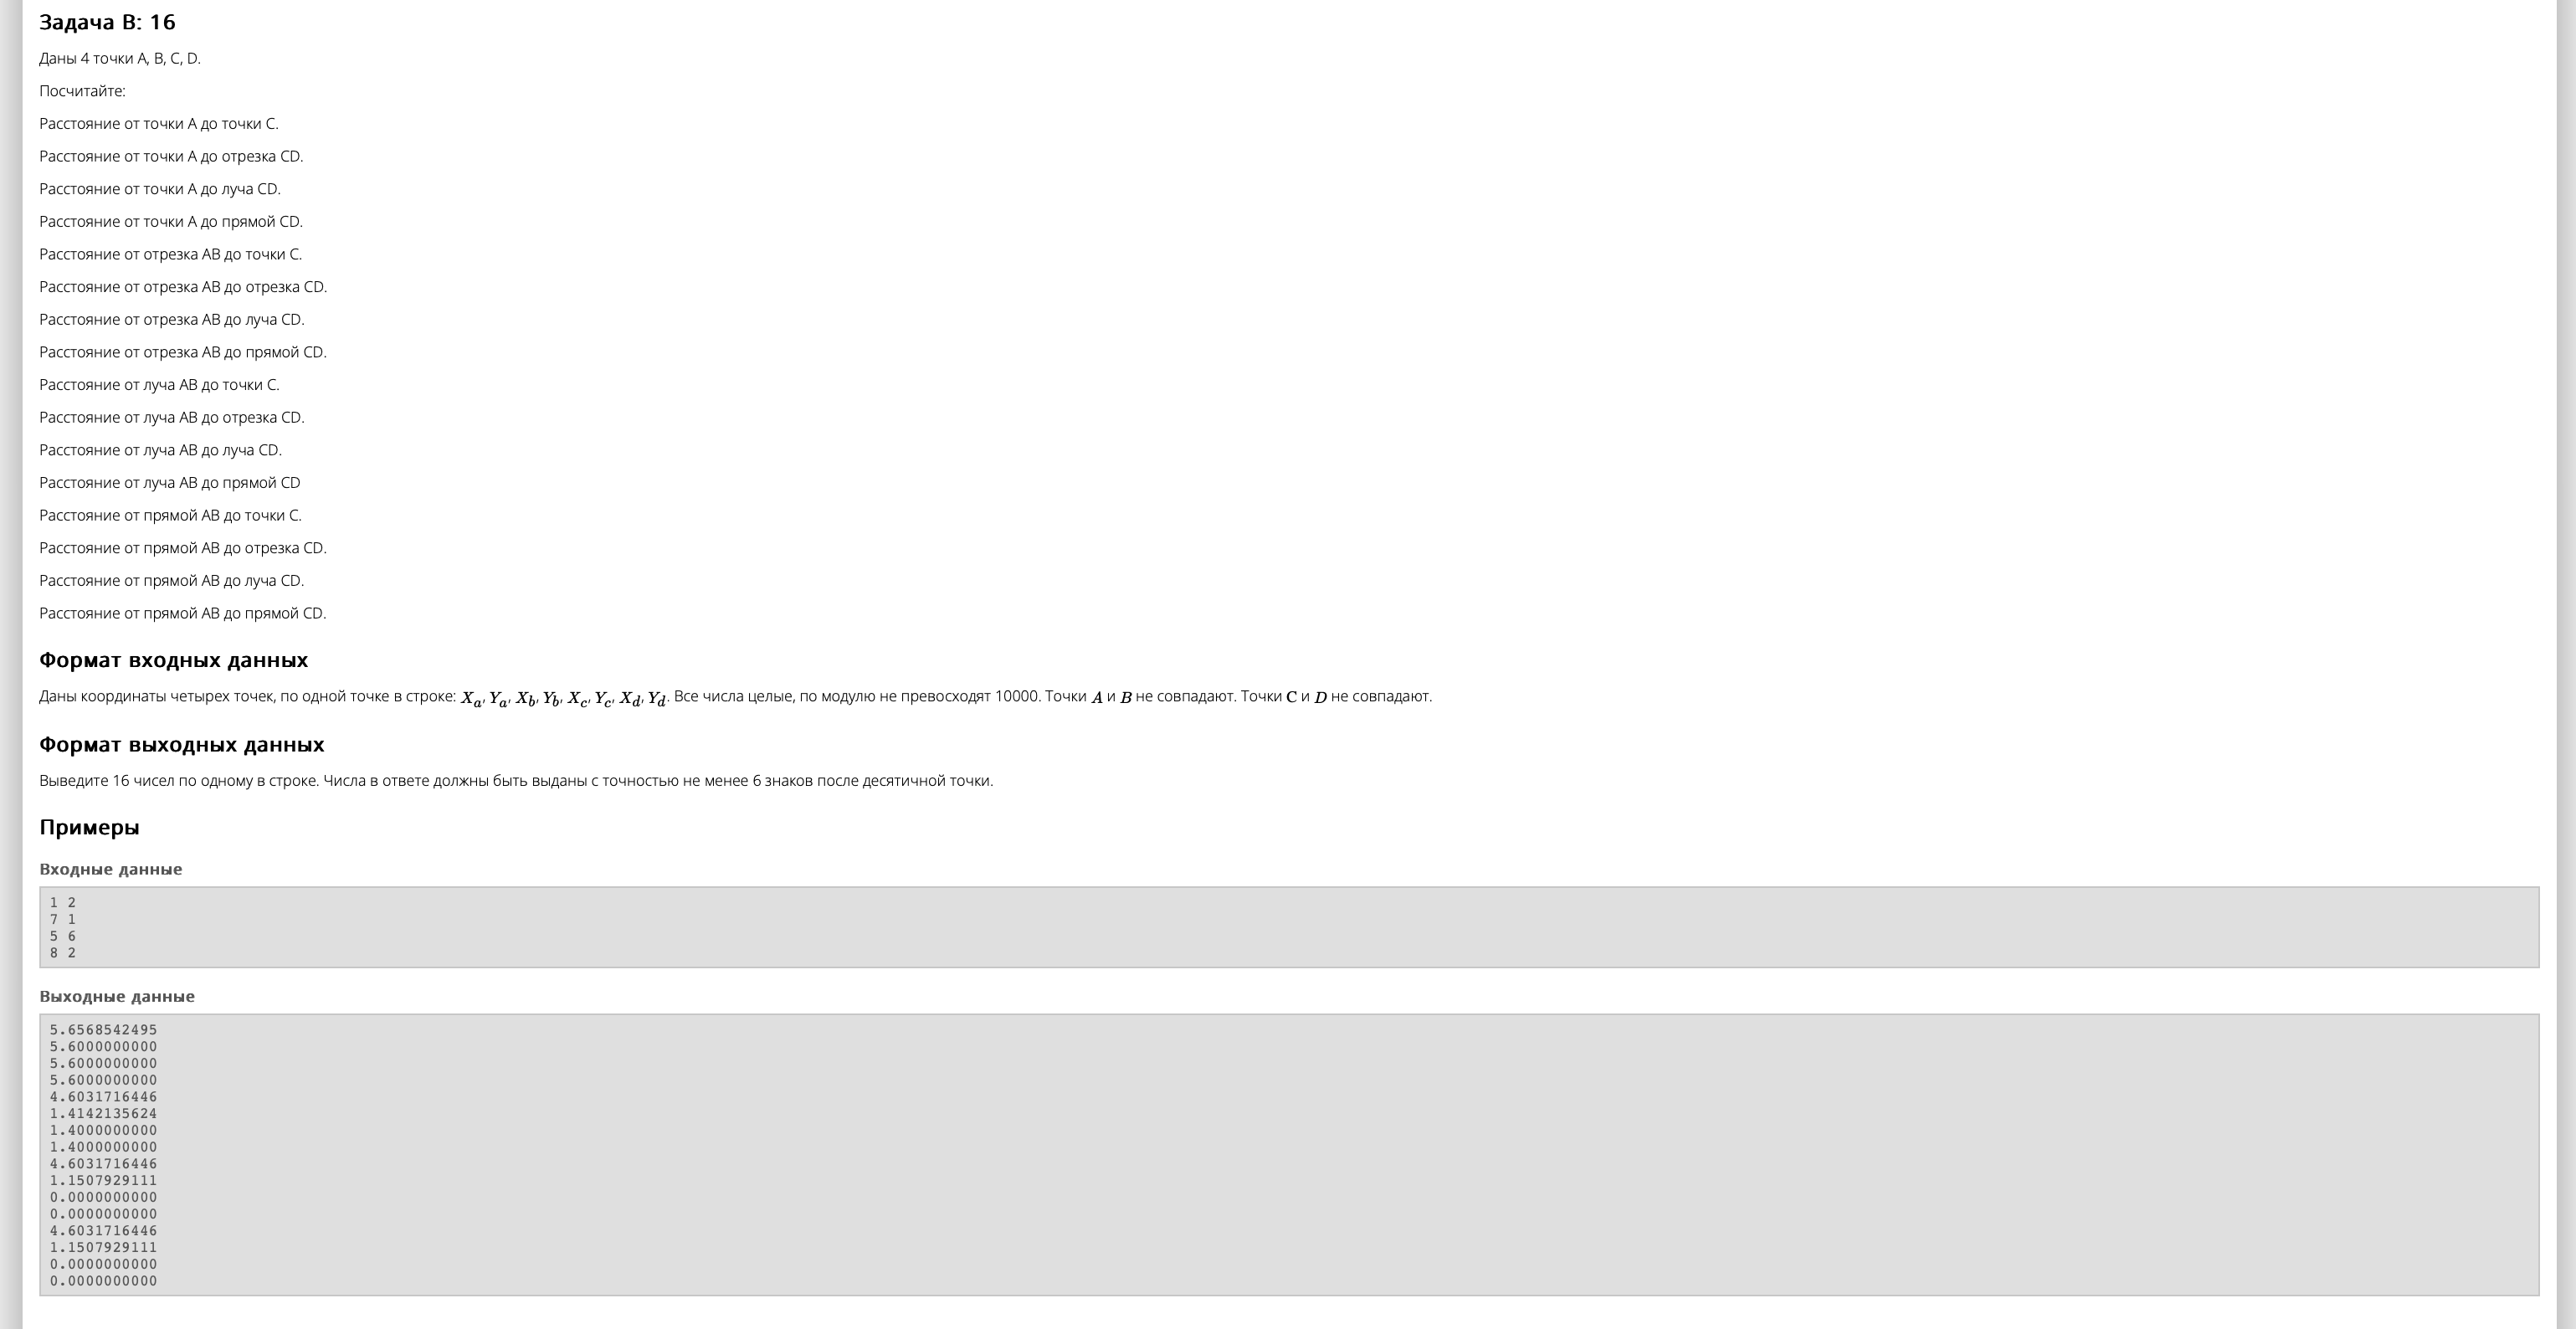 Задача B: 16
Даны 4 точки A, B, C, D.
Посчитайте:
Расстояние от точки A до точки C.
Расстояние от точки A до отрезка CD.
Расстояние от точки A до луча CD.
Расстояние от точки A до прямой CD.
Расстояние от отрезка AB до точки C.
Расстояние от отрезка AB до отрезка CD.
Расстояние от отрезка AB до луча CD.
Расстояние от отрезка AB до прямой CD.
Расстояние от луча AB до точки C.
Расстояние от луча AB до отрезка CD.
Расстояние от луча AB до луча CD.
Расстояние от луча AB до прямой CD
Расстояние от прямой AB до точки C.
Расстояние от прямой AB до отрезка CD.
Расстояние от прямой AB до луча CD.
Расстояние от прямой AB до прямой CD.
Формат входных данных
Даны координаты четырех точек, по одной точке в строке: X_a, Y_a, X_b, Y_b, X_c, Y_c, X_d, Y_d. Все числа целые, по модулю не превосходят 10000. Точки A и B не совпадают. Точки C и D не совпадают.
Формат выходных данных
Выведите 16 чисел по одному в строке. Числа в ответе должны быть выданы с точностью не менее 6 знаков после десятичной точки.
Примеры
Входные данные
1 2
7 1
5 6
8 2
Выходные данные
5.6568542495
5.6000000000
5.6000000000
5.6000000000
4.6031716446
1.4142135624
1.4000000000
1.4000000000
4.6031716446
1.1507929111
0.0000000000
0.0000000000
4.6031716446
1.1507929111
0.0000000000
0.0000000000